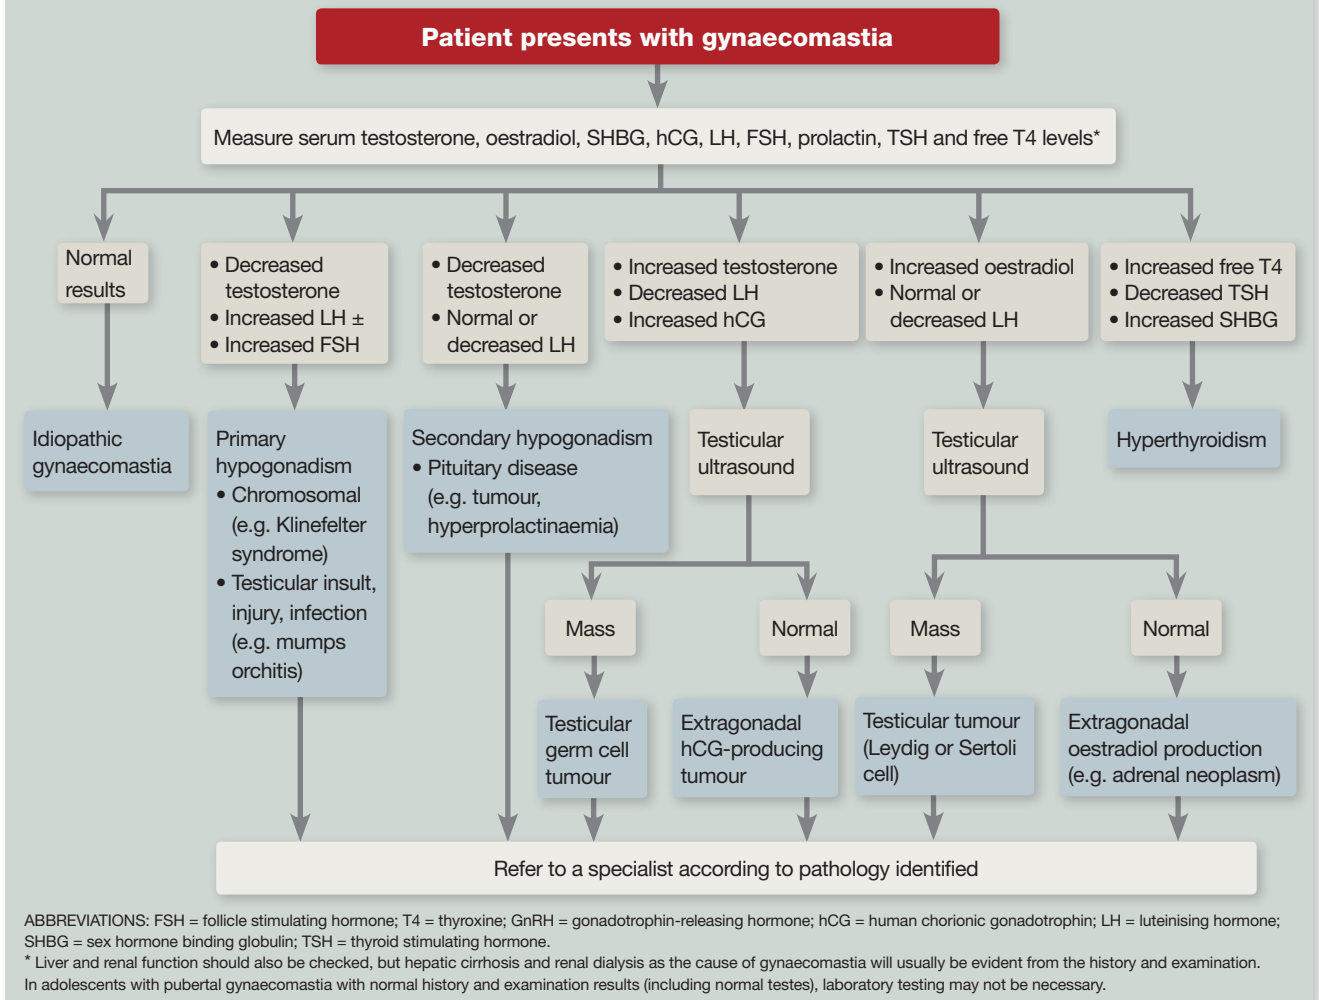 Patient presents with gynaecomastia
Measure serum testosterone, oestradiol, SHBG, hCG, LH, FSH, prolactin, TSH and free T4 levels*
Normal
results
• Decreased
testosterone
• Increased LH ±
• Increased FSH
• Decreased
testosterone
• Normal or
decreased LH
• Increased testosterone
• Decreased LH
• Increased hCG
• Increased oestradiol
• Normal or
decreased LH
• Increased free T4
• Decreased TSH
• Increased SHBG
Idiopathic
gynaecomastia
Primary
hypogonadism
• Chromosomal
(e.g. Klinefelter
syndrome)
• Testicular insult,
injury, infection
(e.g. mumps
orchitis)
Secondary hypogonadism
• Pituitary disease
(e.g. tumour,
hyperprolactinaemia)
Testicular
ultrasound
Testicular
ultrasound
Hyperthyroidism
Mass
Normal
Mass
Normal
Testicular
germ cell
tumour
Extragonadal
hCG-producing
tumour
Testicular tumour
(Leydig or Sertoli
cell)
Extragonadal
oestradiol production
(e.g. adrenal neoplasm)
Refer to a specialist according to pathology identified
ABBREVIATIONS: FSH = follicle stimulating hormone; T4 = thyroxine; GnRH = gonadotrophin-releasing hormone; hCG = human chorionic gonadotrophin; LH = luteinising hormone;
SHBG = sex hormone binding globulin; TSH = thyroid stimulating hormone.
* Liver and renal function should also be checked, but hepatic cirrhosis and renal dialysis as the cause of gynaecomastia will usually be evident from the history and examination.
In adolescents with pubertal gynaecomastia with normal history and examination results (including normal testes), laboratory testing may not be necessary.